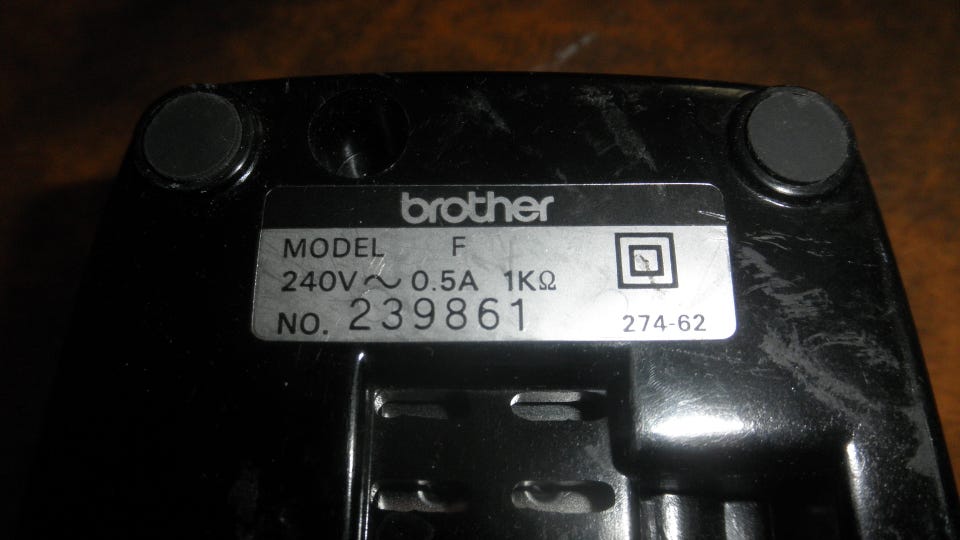 brother
MODEL F
240V～ 0.5A 1KΩ
NO. 239861
274-62